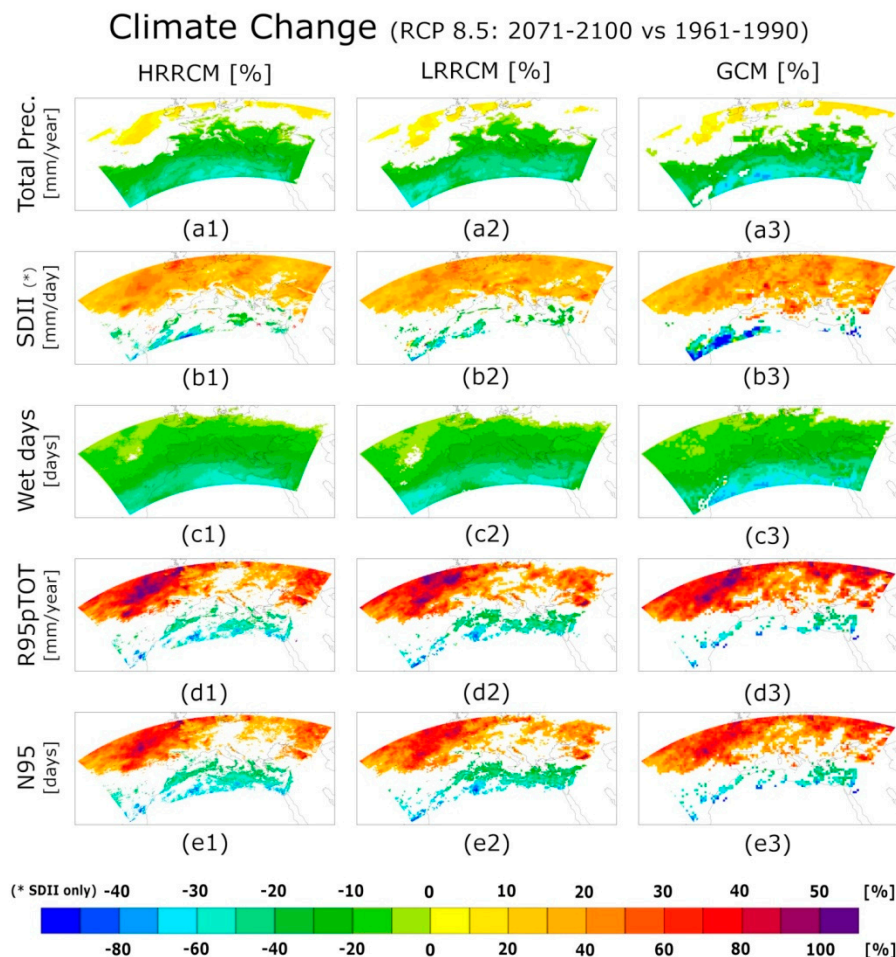 Climate Change (RCP 8.5: 2071-2100 vs 1961-1990)
HRRCM [%] LRRCM [%] GCM [%]
Total Prec.
[mm/year]
(a1) (a2) (a3)
SDII (*)
[mm/day]
(b1) (b2) (b3)
Wet days
[days]
(c1) (c2) (c3)
R95pTOT
[mm/year]
(d1) (d2) (d3)
N95
[days]
(e1) (e2) (e3)
(* SDII only) -40 -30 -20 -10 0 10 20 30 40 50 [%]
-80 -60 -40 -20 0 20 40 60 80 100 [%]